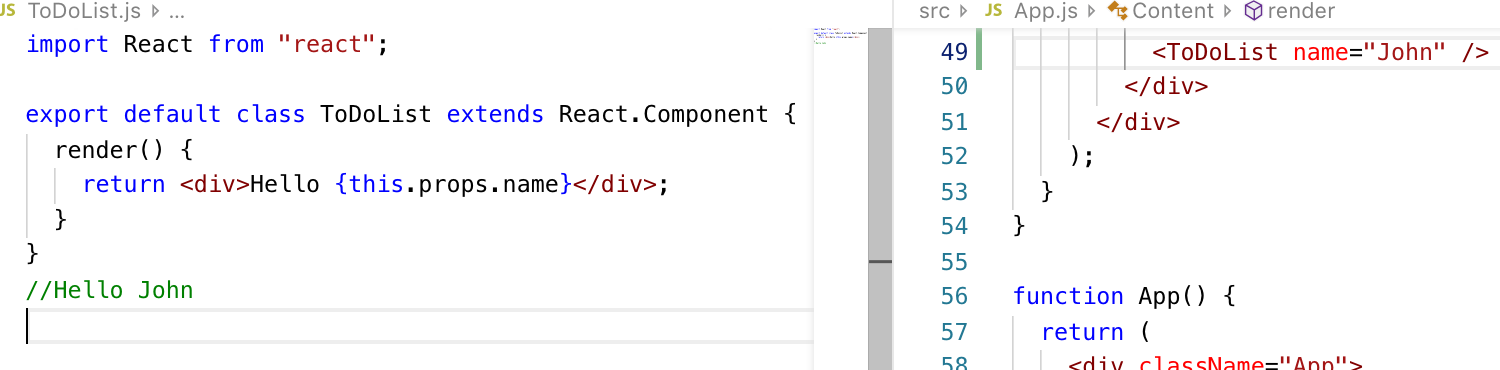 JS ToDoList.js > ...
import React from "react";
export default class ToDoList extends React.Component {
render() {
return <div>Hello {this.props.name}</div>;
}
}
//Hello John
src > JS App.js > Content > render
49 <ToDoList name="John" />
50 </div>
51 </div>
52 );
53 }
54 }
55
56 function App() {
57 return (
58 <div className="App">